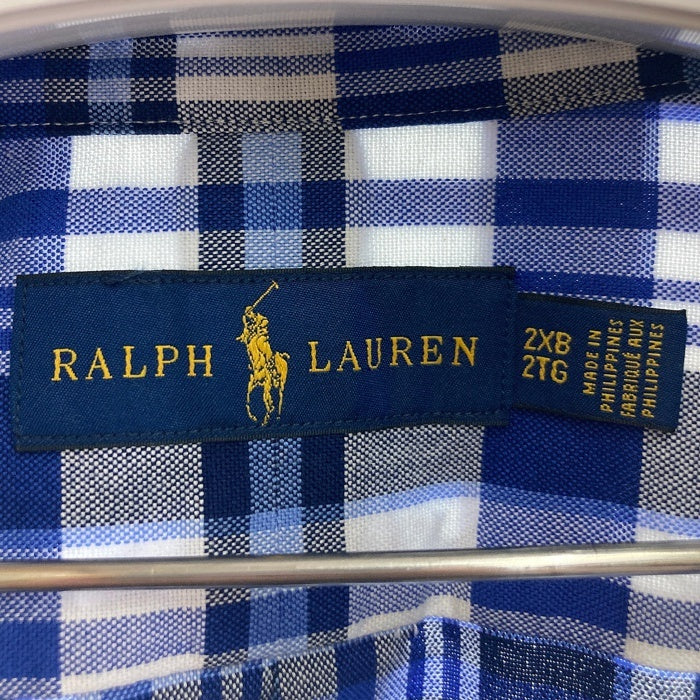 RALPH LAUREN
2XB
2TG
MADE IN
PHILIPPINES
FABRIQUÉ AUX
PHILIPPINES